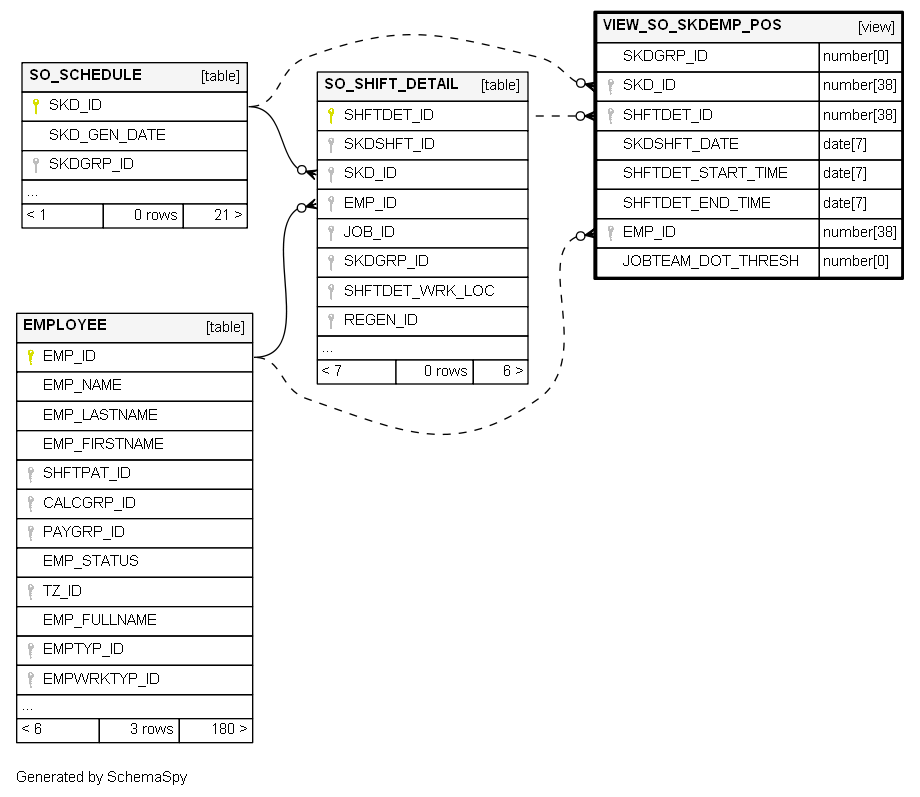 SO_SCHEDULE [table]
SKD_ID
SKD_GEN_DATE
SKDGRP_ID
...
< 1 0 rows 21 >
EMPLOYEE [table]
EMP_ID
EMP_NAME
EMP_LASTNAME
EMP_FIRSTNAME
SHFTPAT_ID
CALCGRP_ID
PAYGRP_ID
EMP_STATUS
TZ_ID
EMP_FULLNAME
EMPTYP_ID
EMPWRKTYP_ID
...
< 6 3 rows 180 >
SO_SHIFT_DETAIL [table]
SHFTDET_ID
SKDSHFT_ID
SKD_ID
EMP_ID
JOB_ID
SKDGRP_ID
SHFTDET_WRK_LOC
REGEN_ID
...
< 7 0 rows 6 >
VIEW_SO_SKDEMP_POS [view]
SKDGRP_ID number[0]
SKD_ID number[38]
SHFTDET_ID number[38]
SKDSHFT_DATE date[7]
SHFTDET_START_TIME date[7]
SHFTDET_END_TIME date[7]
EMP_ID number[38]
JOBTEAM_DOT_THRESH number[0]
Generated by SchemaSpy